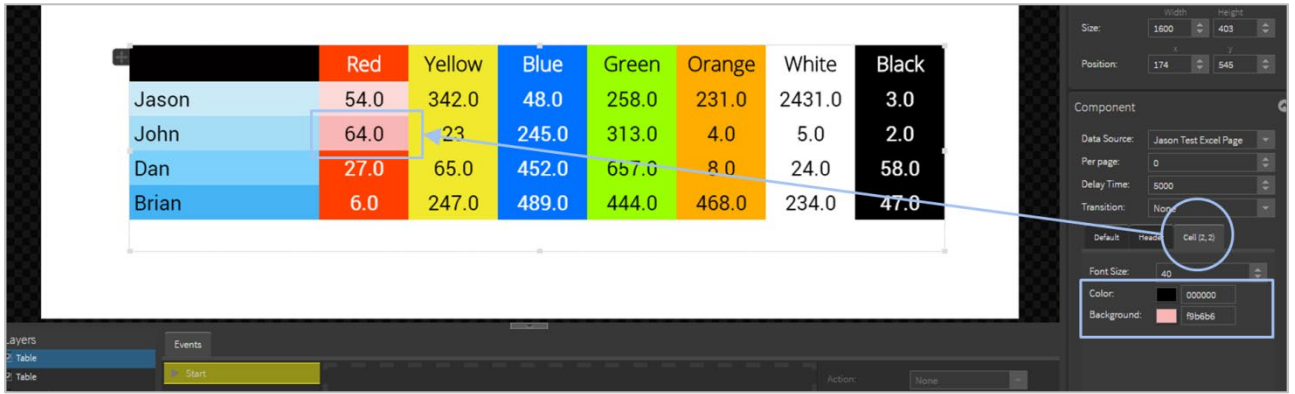 Width Height
Size: 1600 403
x y
Position: 174 545
Red Yellow Blue Green Orange White Black
Jason 54.0 342.0 48.0 258.0 231.0 2431.0 3.0
John 64.0 23 245.0 313.0 4.0 5.0 2.0
Dan 27.0 65.0 452.0 657.0 8.0 24.0 58.0
Brian 6.0 247.0 489.0 444.0 468.0 234.0 47.0
Component
Data Source: Jason Test Excel Page
Per page: 0
Delay Time: 5000
Transition: None
Default Header Cell (2, 2)
Font Size: 40
Color: 000000
Background: f9b6b6
Layers
Table
Table
Events
Start
Action: None